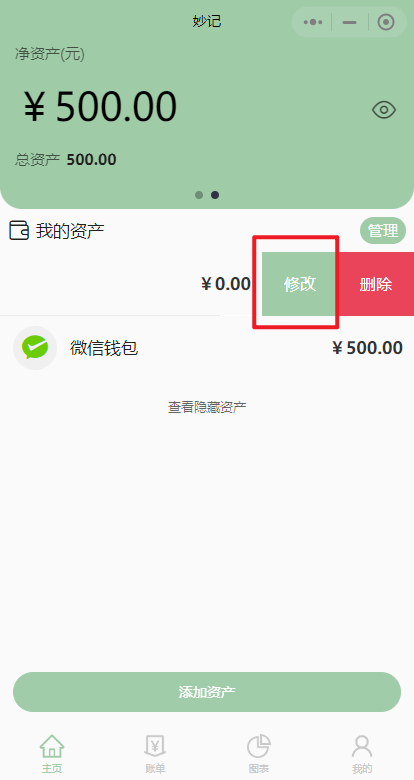 妙记
净资产(元)
¥ 500.00
总资产 500.00
我的资产
管理
¥ 0.00
修改
删除
微信钱包
¥ 500.00
查看隐藏资产
添加资产
主页
账单
图表
我的